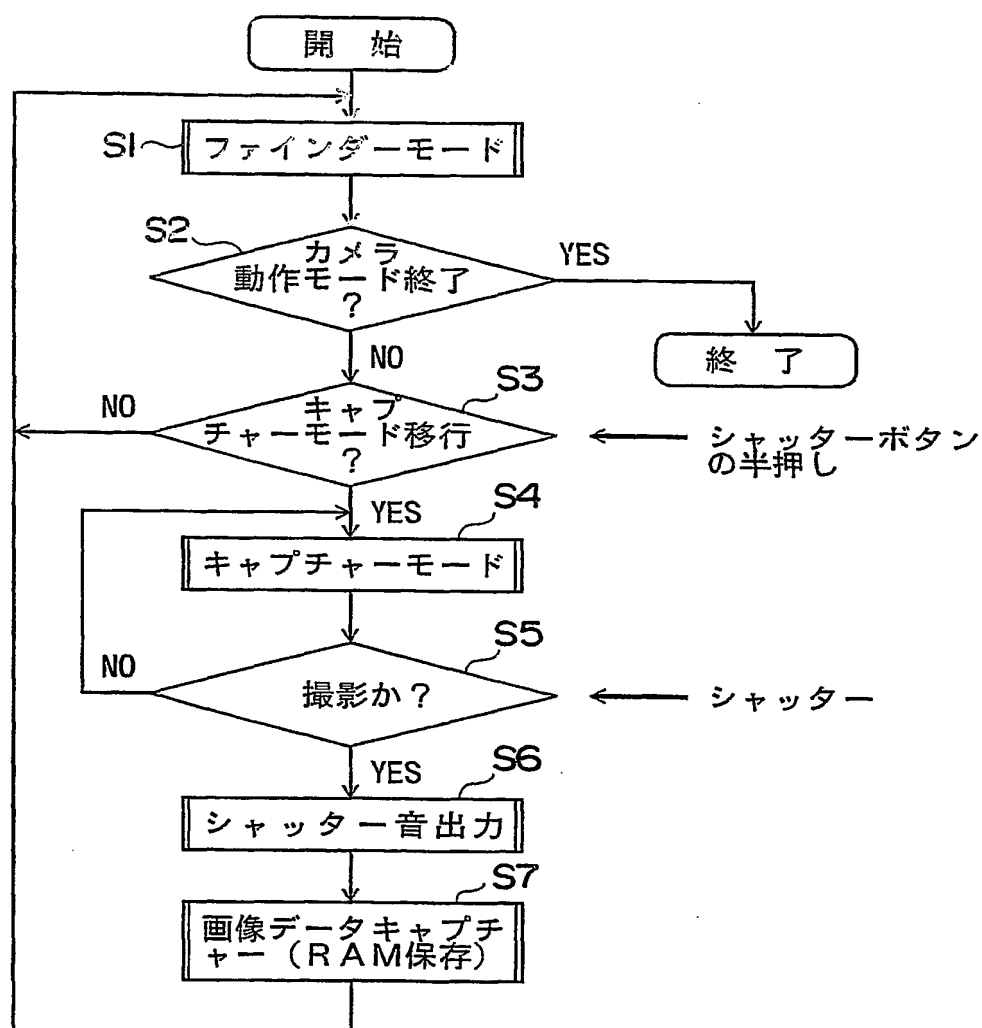 開 始
S1
ファインダーモード
S2
カメラ
動作モード終了
?
YES
終 了
NO
S3
キャプ
チャーモード移行
?
NO
シャッターボタン
の半押し
YES
S4
キャプチャーモード
S5
撮影か?
NO
シャッター
YES
S6
シャッター音出力
S7
画像データキャプチ
ャー(RAM保存)